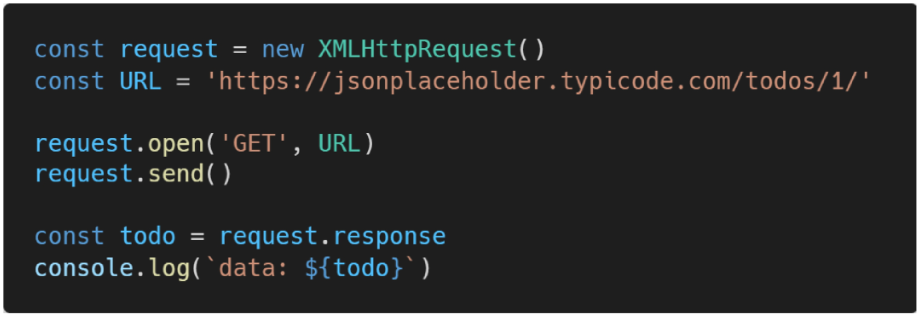 const request = new XMLHttpRequest()
const URL = 'https://jsonplaceholder.typicode.com/todos/1/'
request.open('GET', URL)
request.send()
const todo = request.response
console.log(`data: ${todo}`)